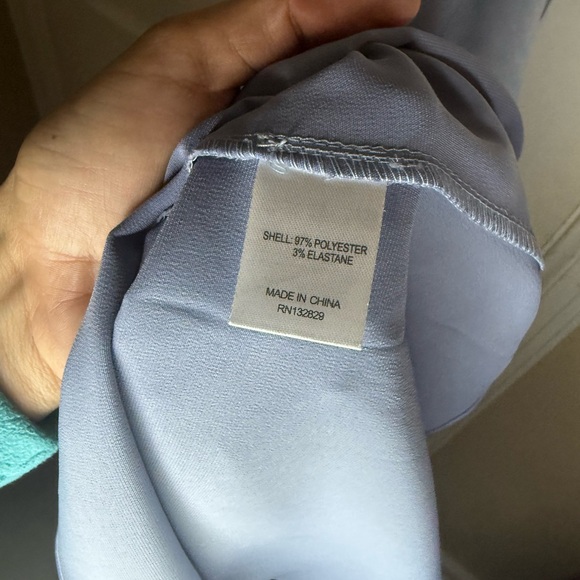 SHELL: 97% POLYESTER
3% ELASTANE
MADE IN CHINA
RN132829